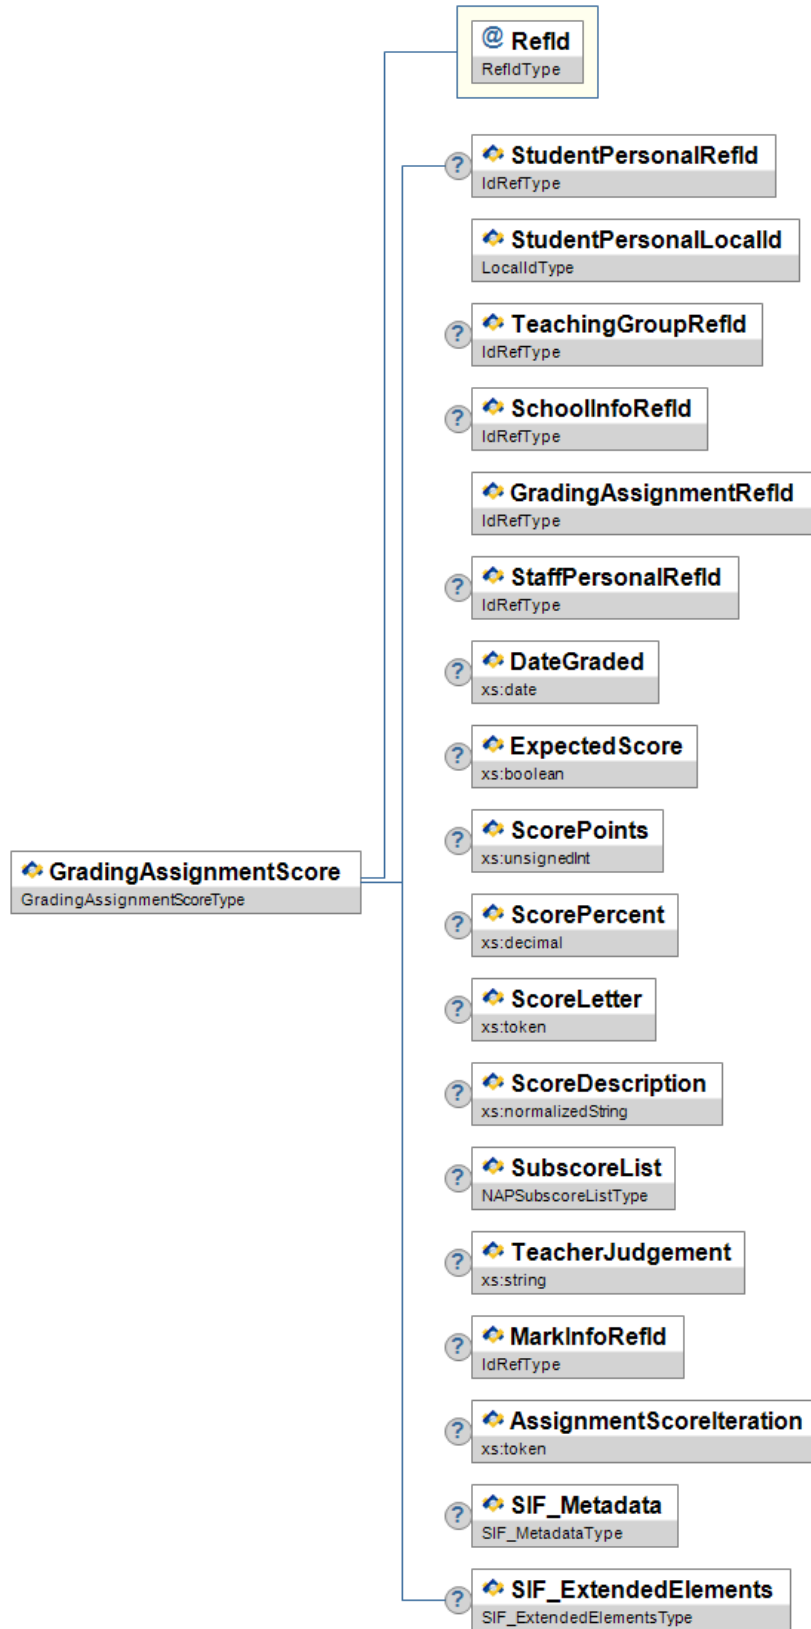 @ RefId
RefIdType
? StudentPersonalRefId
IdRefType
StudentPersonalLocalId
LocalIdType
? TeachingGroupRefId
IdRefType
? SchoolInfoRefId
IdRefType
GradingAssignmentRefId
IdRefType
? StaffPersonalRefId
IdRefType
? DateGraded
xs:date
? ExpectedScore
xs:boolean
? ScorePoints
xs:unsignedInt
GradingAssignmentScore
GradingAssignmentScoreType
? ScorePercent
xs:decimal
? ScoreLetter
xs:token
? ScoreDescription
xs:normalizedString
? SubscoreList
NAPSubscoreListType
? TeacherJudgement
xs:string
? MarkInfoRefId
IdRefType
? AssignmentScoreIteration
xs:token
? SIF_Metadata
SIF_MetadataType
? SIF_ExtendedElements
SIF_ExtendedElementsType